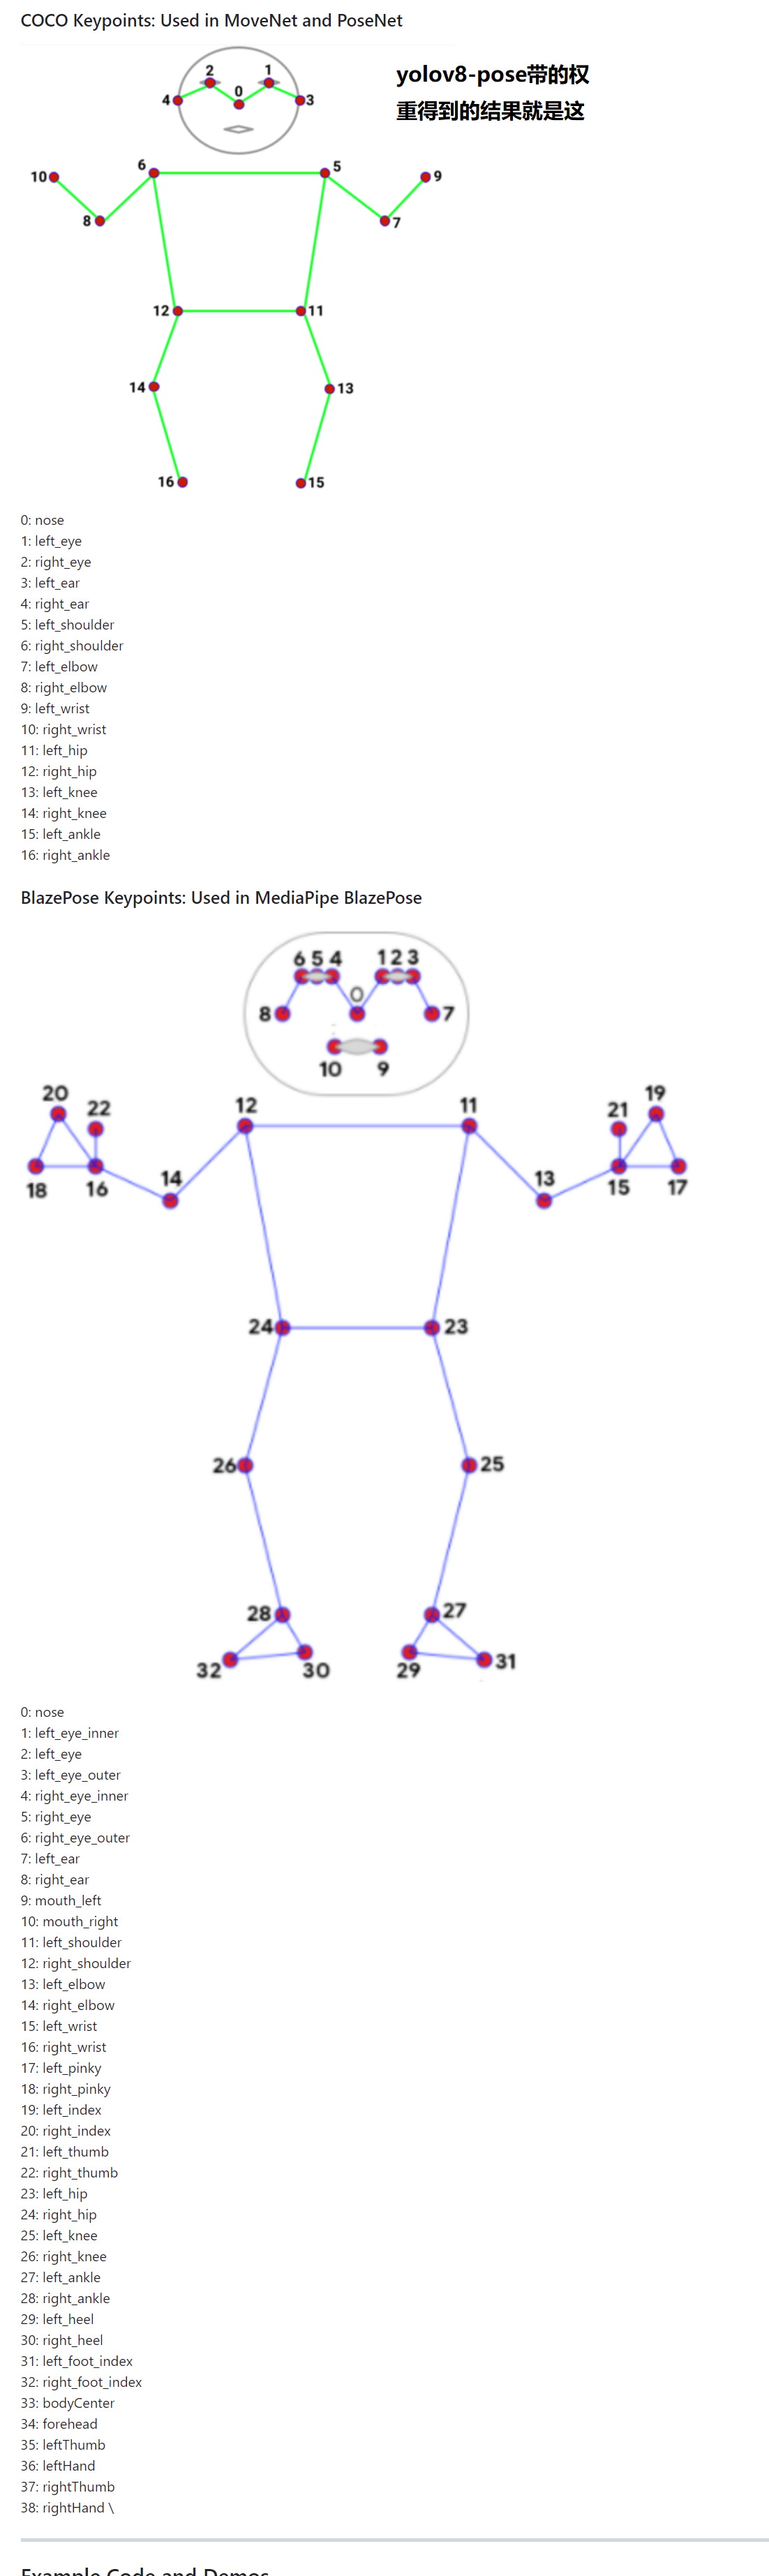 COCO Keypoints: Used in MoveNet and PoseNet
yolov8-pose带的权
重得到的结果就是这
2
1
4
0
3
10
6
5
9
8
7
12
11
14
13
16
15
0: nose
1: left_eye
2: right_eye
3: left_ear
4: right_ear
5: left_shoulder
6: right_shoulder
7: left_elbow
8: right_elbow
9: left_wrist
10: right_wrist
11: left_hip
12: right_hip
13: left_knee
14: right_knee
15: left_ankle
16: right_ankle
BlazePose Keypoints: Used in MediaPipe BlazePose
6 5 4
1 2 3
0
8
7
10
9
20
22
12
11
21
19
18
16
14
13
15
17
24
23
26
25
28
27
32
30
29
31
0: nose
1: left_eye_inner
2: left_eye
3: left_eye_outer
4: right_eye_inner
5: right_eye
6: right_eye_outer
7: left_ear
8: right_ear
9: mouth_left
10: mouth_right
11: left_shoulder
12: right_shoulder
13: left_elbow
14: right_elbow
15: left_wrist
16: right_wrist
17: left_pinky
18: right_pinky
19: left_index
20: right_index
21: left_thumb
22: right_thumb
23: left_hip
24: right_hip
25: left_knee
26: right_knee
27: left_ankle
28: right_ankle
29: left_heel
30: right_heel
31: left_foot_index
32: right_foot_index
33: bodyCenter
34: forehead
35: leftThumb
36: leftHand
37: rightThumb
38: rightHand \
Example Code and Demos